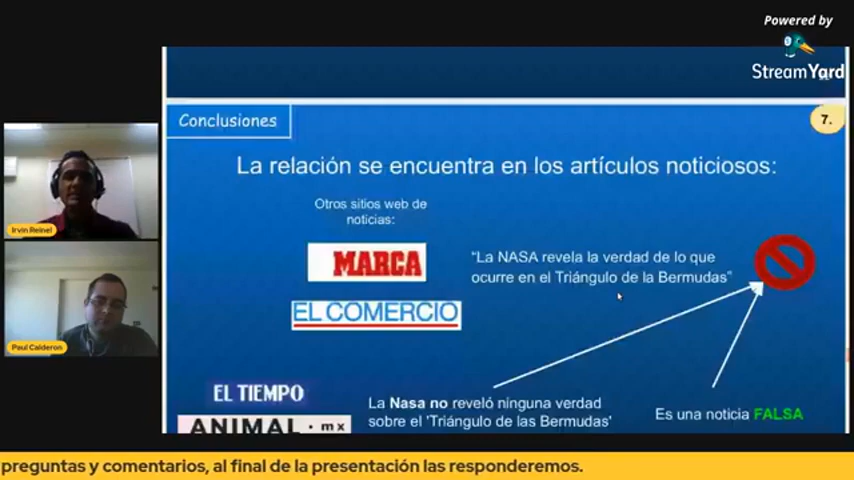 Powered by
StreamYard
Conclusiones
7.
La relación se encuentra en los artículos noticiosos:
Otros sitios web de
noticias:
MARCA
"La NASA revela la verdad de lo que
ocurre en el Triángulo de la Bermudas"
EL COMERCIO
EL TIEMPO
ANIMAL · mx
La Nasa no reveló ninguna verdad
sobre el 'Triángulo de las Bermudas'
Es una noticia FALSA
Irvin Reinel
Paul Calderon
preguntas y comentarios, al final de la presentación las responderemos.